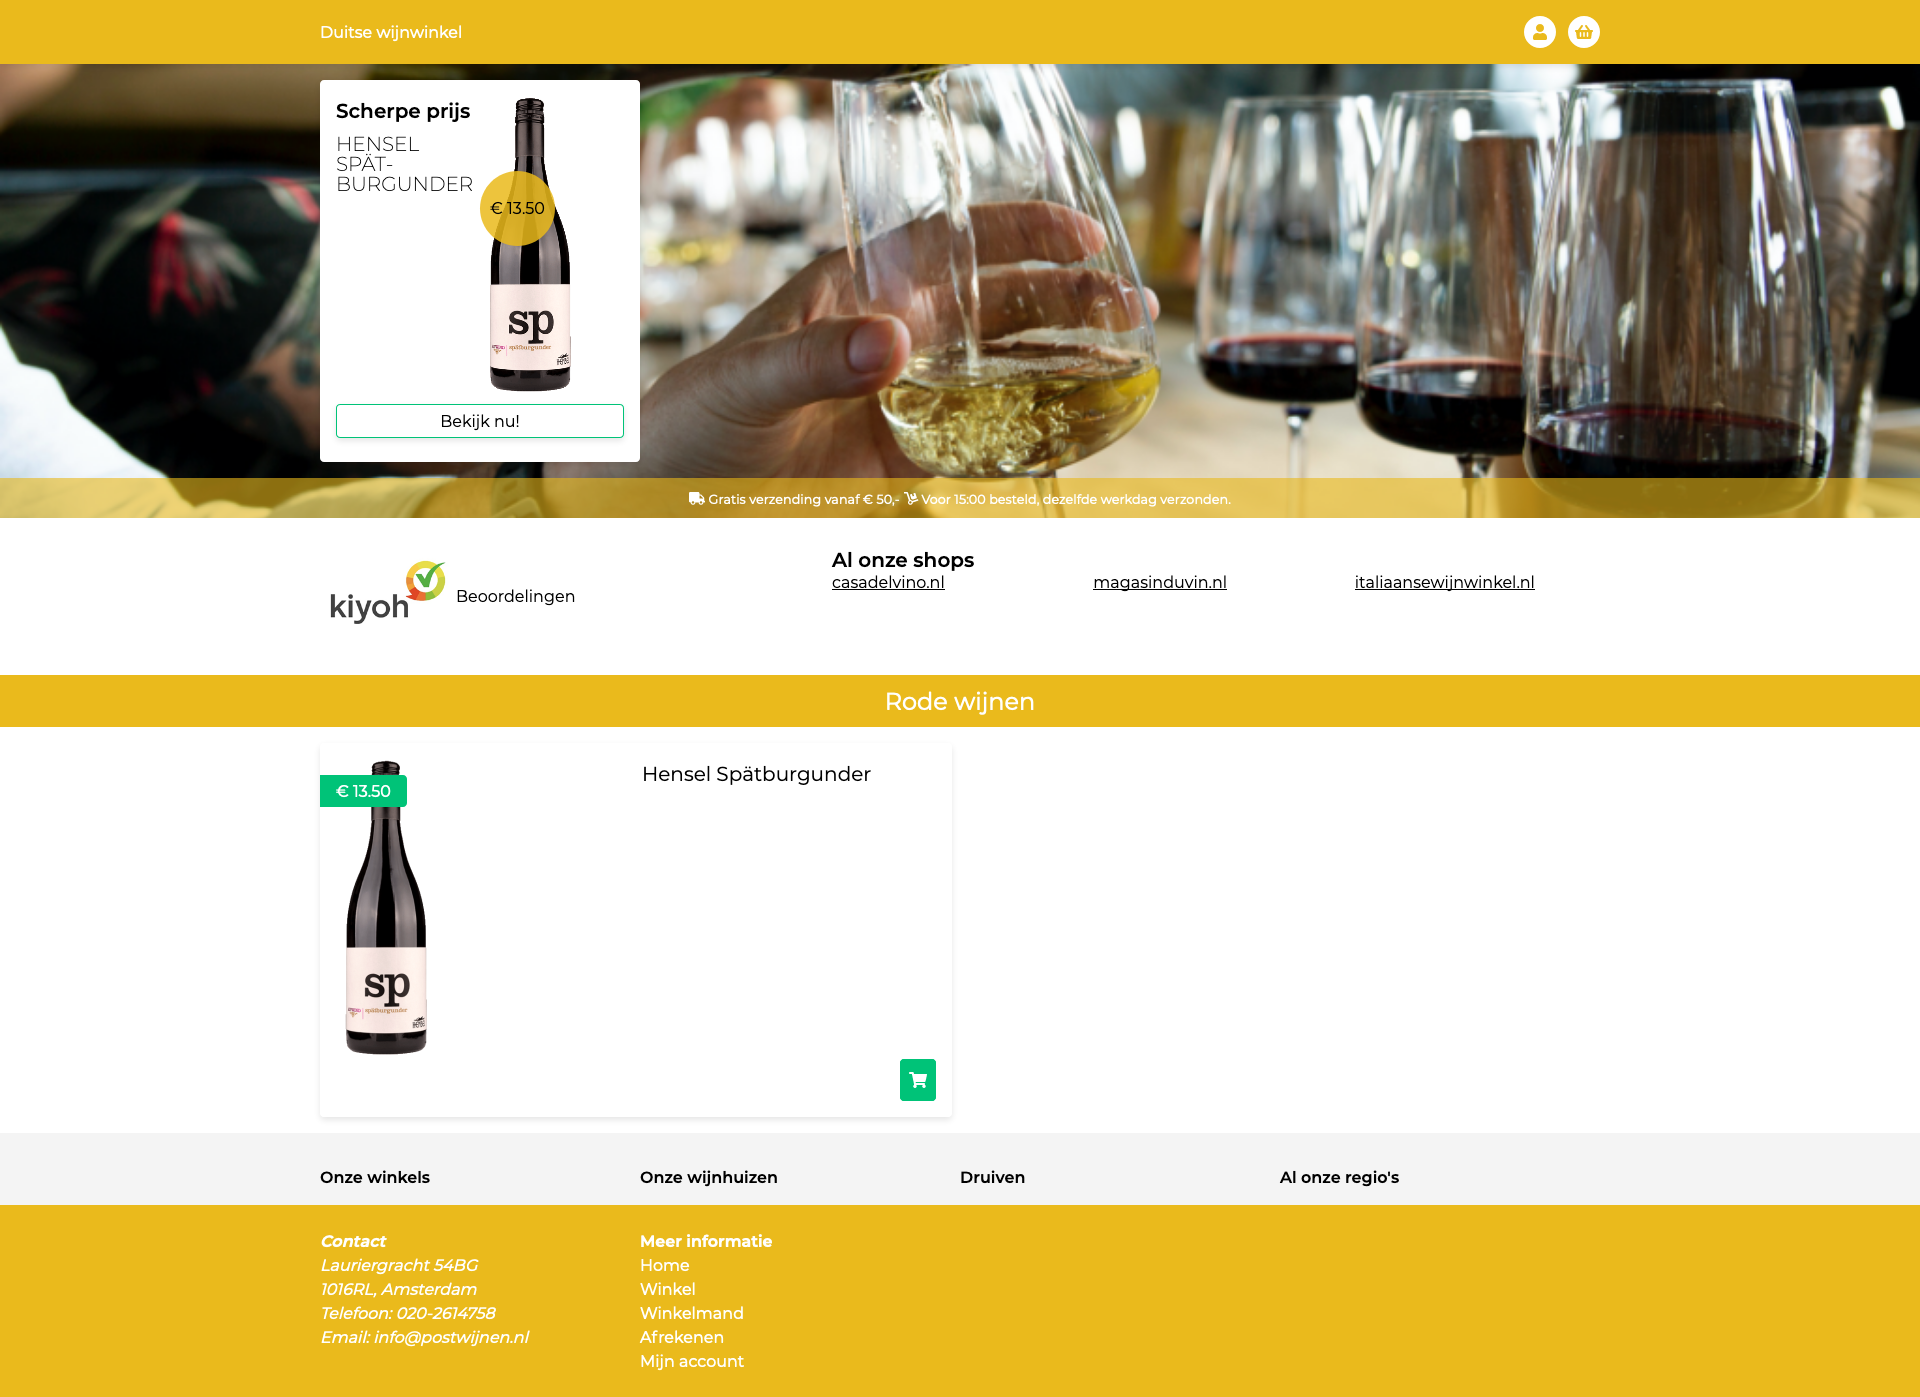 Duitse wijnwinkel
Scherpe prijs
HENSEL
SPÄT-
BURGUNDER
€ 13.50
sp
spätburgunder
Bekijk nu!
Gratis verzending vanaf € 50,- Voor 15:00 besteld, dezelfde werkdag verzonden.
kiyoh Beoordelingen
Al onze shops
casadelvino.nl magasinduvin.nl italiaansewijnwinkel.nl
Rode wijnen
€ 13.50
Hensel Spätburgunder
sp
spätburgunder
Onze winkels Onze wijnhuizen Druiven Al onze regio's
Contact
Lauriergracht 54BG
1016RL, Amsterdam
Telefoon: 020-2614758
Email: info@postwijnen.nl
Meer informatie
Home
Winkel
Winkelmand
Afrekenen
Mijn account